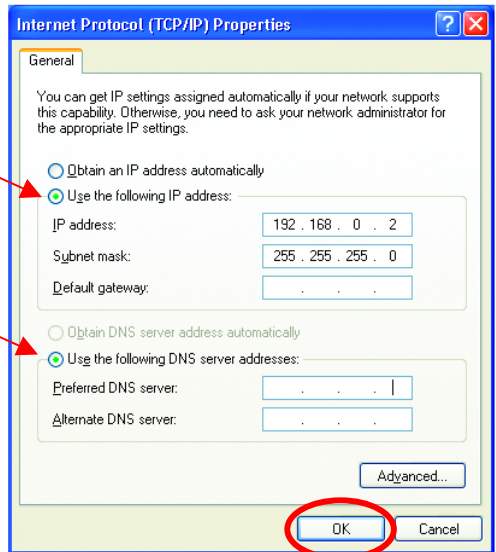 Internet Protocol (TCP/IP) Properties
General
You can get IP settings assigned automatically if your network supports
this capability. Otherwise, you need to ask your network administrator for
the appropriate IP settings.
Obtain an IP address automatically
Use the following IP address:
IP address: 192 . 168 . 0 . 2
Subnet mask: 255 . 255 . 255 . 0
Default gateway: . . .
Obtain DNS server address automatically
Use the following DNS server addresses:
Preferred DNS server: . . .
Alternate DNS server: . . .
Advanced...
OK Cancel